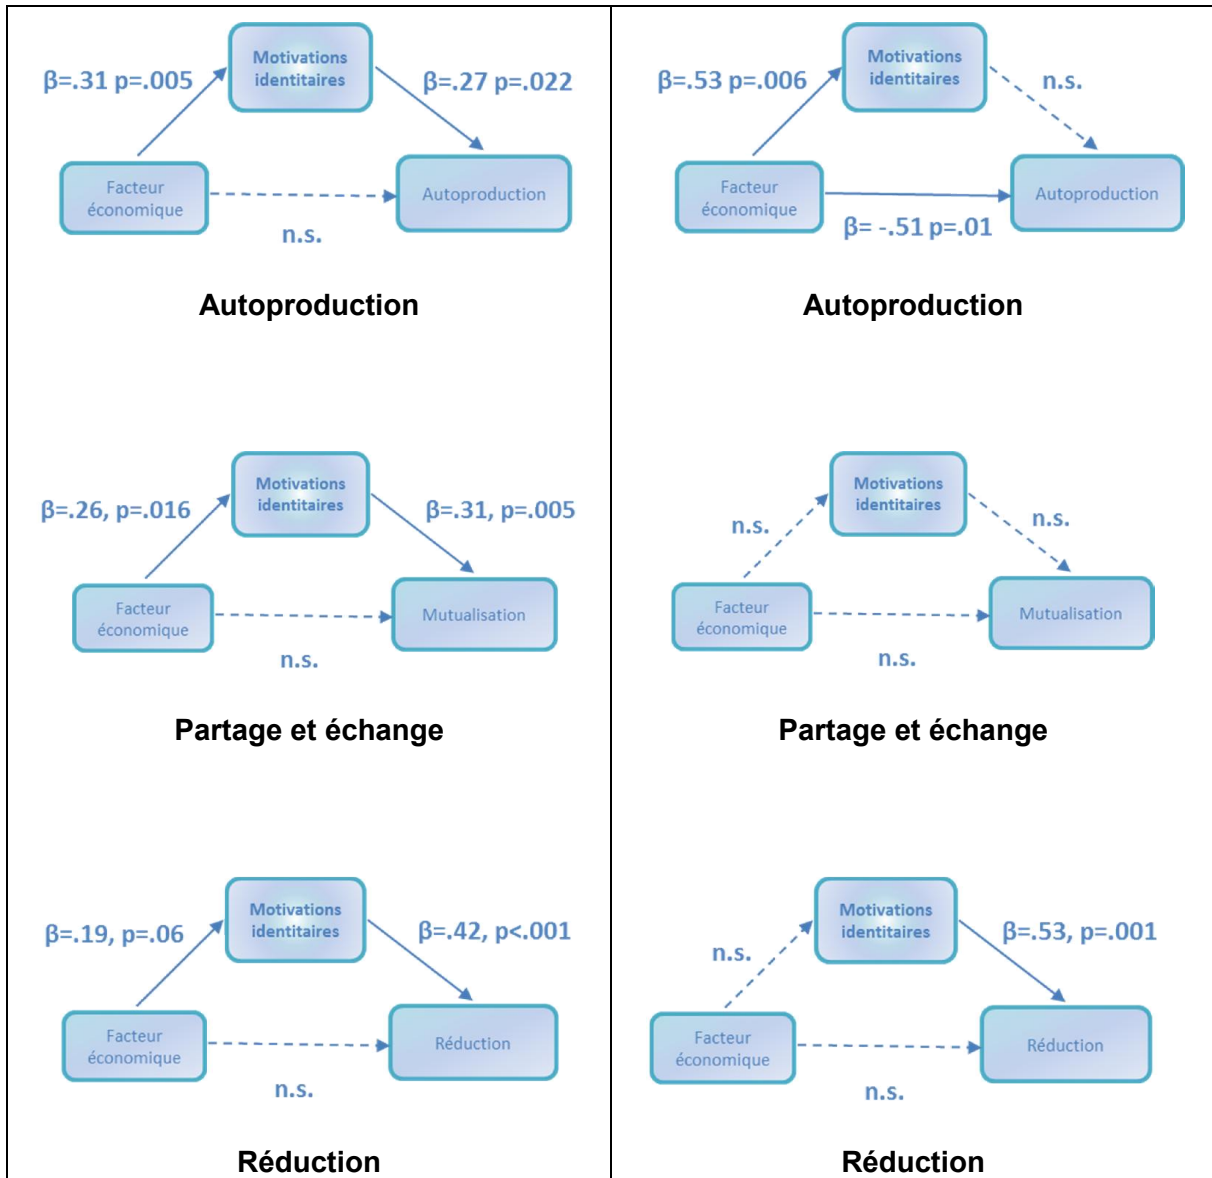 Motivations
identitaires
β=.31 p=.005
β=.27 p=.022
Facteur
économique
Autoproduction
n.s.
Autoproduction
Motivations
identitaires
β=.26, p=.016
β=.31, p=.005
Facteur
économique
Mutualisation
n.s.
Partage et échange
Motivations
identitaires
β=.19, p=.06
β=.42, p<.001
Facteur
économique
Réduction
n.s.
Réduction
Motivations
identitaires
β=.53 p=.006
n.s.
Facteur
économique
Autoproduction
β= -.51 p=.01
Autoproduction
Motivations
identitaires
n.s.
n.s.
Facteur
économique
Mutualisation
n.s.
Partage et échange
Motivations
identitaires
n.s.
β=.53, p=.001
Facteur
économique
Réduction
n.s.
Réduction